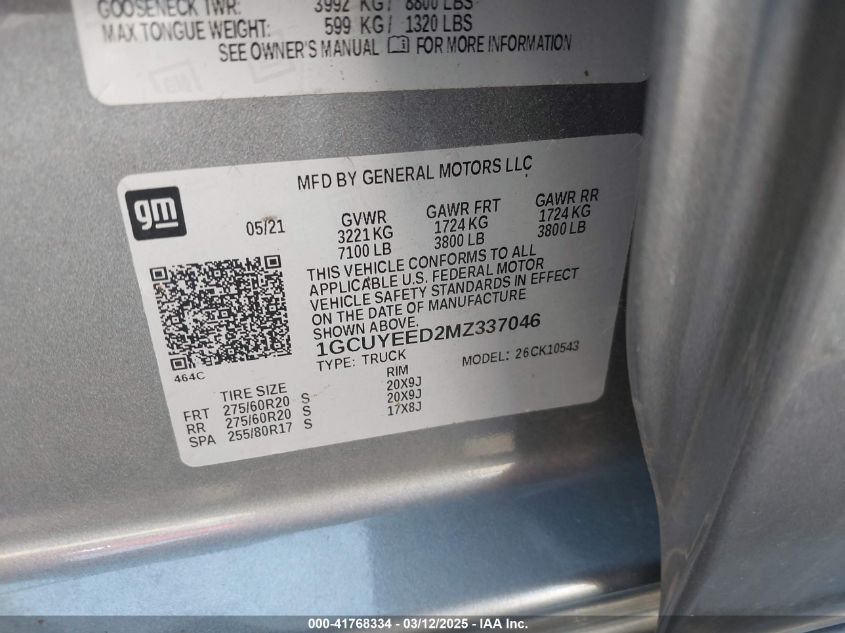 GOOSENECK TWR: 3992 KG/ 8800 LBS
MAX TONGUE WEIGHT: 599 KG/ 1320 LBS
SEE OWNER'S MANUAL FOR MORE INFORMATION
GM
gm
MFD BY GENERAL MOTORS LLC
05/21 GVWR GAWR FRT GAWR RR
3221 KG 1724 KG 1724 KG
7100 LB 3800 LB 3800 LB
THIS VEHICLE CONFORMS TO ALL
APPLICABLE U.S. FEDERAL MOTOR
VEHICLE SAFETY STANDARDS IN EFFECT
ON THE DATE OF MANUFACTURE
SHOWN ABOVE.
1GCUYEED2MZ337046
TYPE: TRUCK MODEL: 26CK10543
464C
TIRE SIZE RIM
FRT 275/60R20 S 20X9J
RR 275/60R20 S 20X9J
SPA 255/80R17 S 17X8J
000-41768334 / 03/12/2025 - IAA Inc.